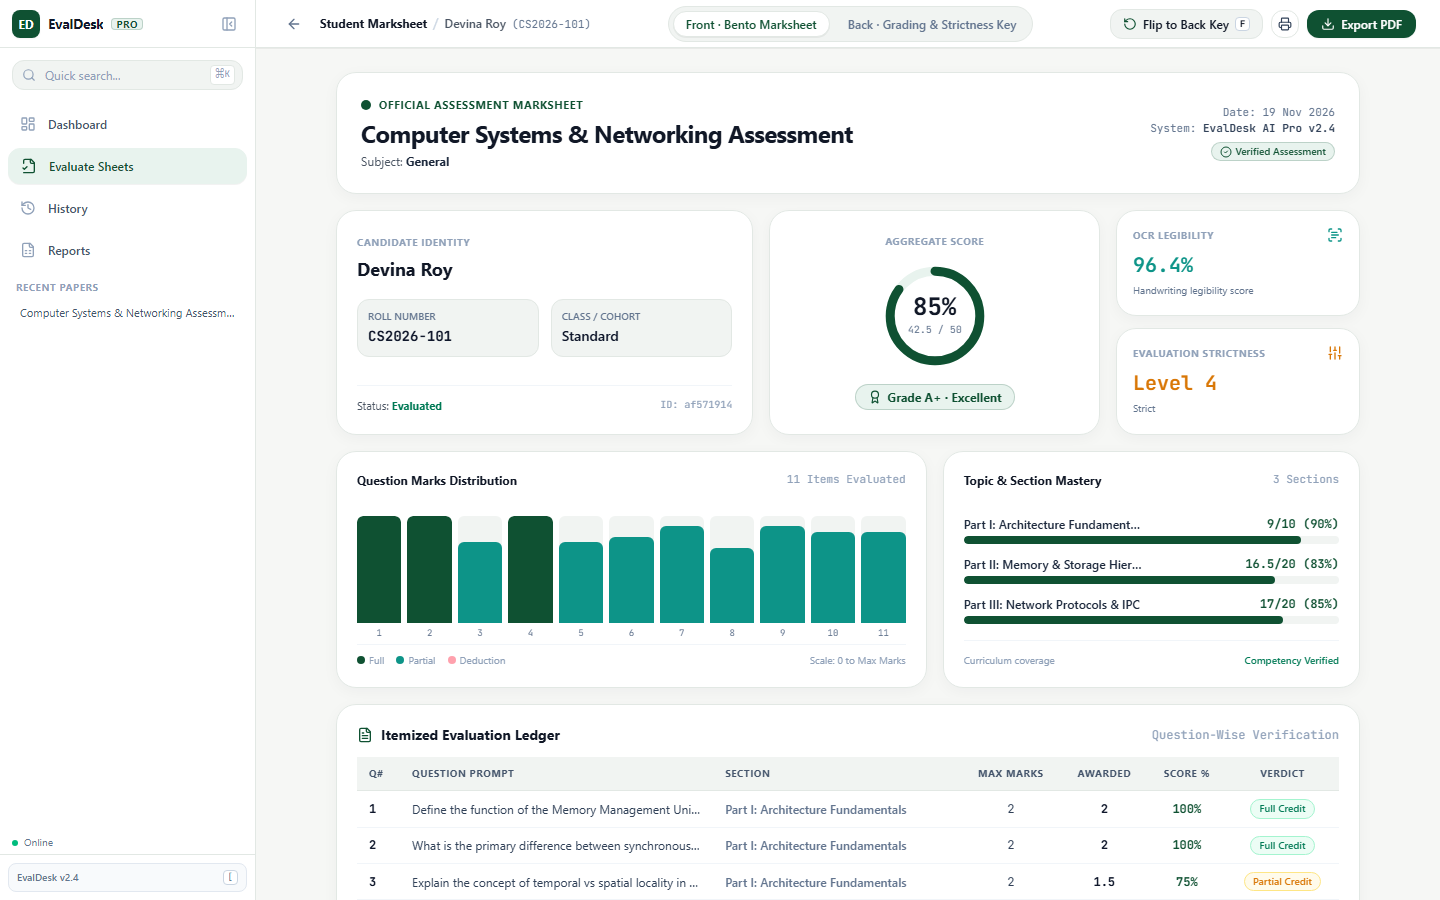 ED EvalDesk PRO
Quick search... ⌘K
Dashboard
Evaluate Sheets
History
Reports
RECENT PAPERS
Computer Systems & Networking Assessm...
Online
EvalDesk v2.4 [
Student Marksheet / Devina Roy (CS2026-101)
Front · Bento Marksheet
Back · Grading & Strictness Key
Flip to Back Key F
Export PDF
OFFICIAL ASSESSMENT MARKSHEET
Computer Systems & Networking Assessment
Subject: General
Date: 19 Nov 2026
System: EvalDesk AI Pro v2.4
Verified Assessment
CANDIDATE IDENTITY
Devina Roy
ROLL NUMBER
CS2026-101
CLASS / COHORT
Standard
Status: Evaluated
ID: af571914
AGGREGATE SCORE
85%
42.5 / 50
Grade A+ · Excellent
OCR LEGIBILITY
96.4%
Handwriting legibility score
EVALUATION STRICTNESS
Level 4
Strict
Question Marks Distribution
11 Items Evaluated
1 2 3 4 5 6 7 8 9 10 11
Full Partial Deduction
Scale: 0 to Max Marks
Topic & Section Mastery
3 Sections
Part I: Architecture Fundament... 9/10 (90%)
Part II: Memory & Storage Hier... 16.5/20 (83%)
Part III: Network Protocols & IPC 17/20 (85%)
Curriculum coverage
Competency Verified
Itemized Evaluation Ledger
Question-Wise Verification
Q# QUESTION PROMPT SECTION MAX MARKS AWARDED SCORE % VERDICT
1 Define the function of the Memory Management Uni... Part I: Architecture Fundamentals 2 2 100% Full Credit
2 What is the primary difference between synchronous... Part I: Architecture Fundamentals 2 2 100% Full Credit
3 Explain the concept of temporal vs spatial locality in ... Part I: Architecture Fundamentals 2 1.5 75% Partial Credit